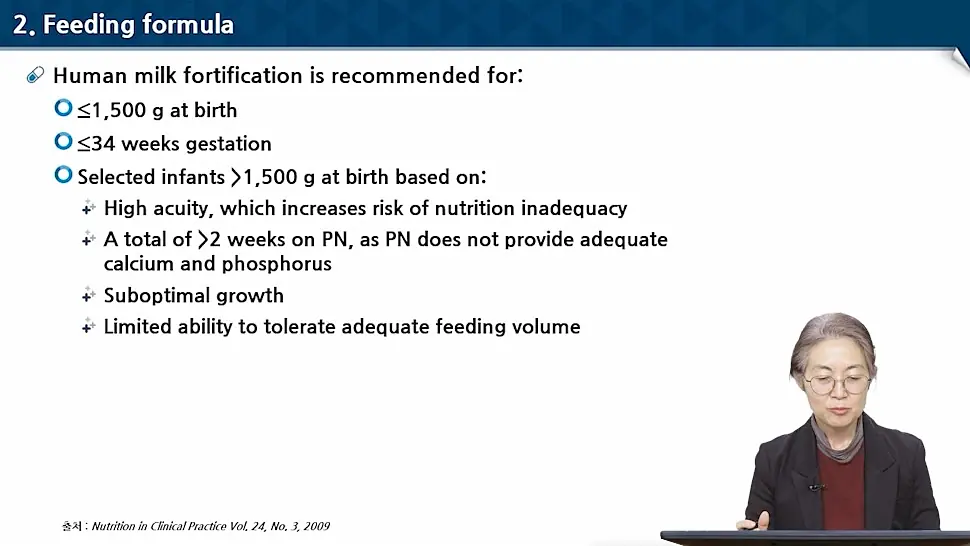 2. Feeding formula
Human milk fortification is recommended for:
≤1,500 g at birth
≤34 weeks gestation
Selected infants >1,500 g at birth based on:
High acuity, which increases risk of nutrition inadequacy
A total of >2 weeks on PN, as PN does not provide adequate
calcium and phosphorus
Suboptimal growth
Limited ability to tolerate adequate feeding volume
출처 : Nutrition in Clinical Practice Vol. 24, No. 3, 2009